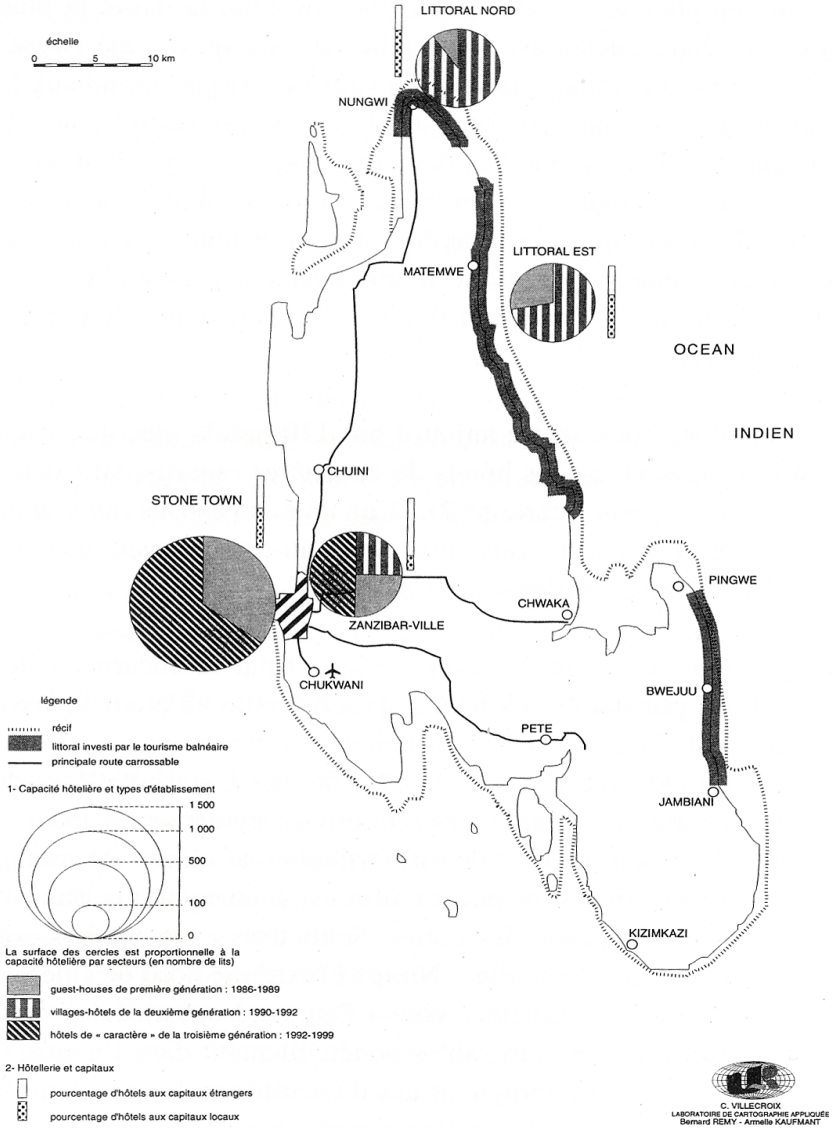 LITTORAL NORD
échelle
0 5 10 km
NUNGWI
LITTORAL EST
MATEMWE
OCEAN
INDIEN
CHUINI
STONE TOWN
PINGWE
CHWAKA
ZANZIBAR-VILLE
CHUKWANI
BWEJUU
PETE
JAMBIANI
KIZIMKAZI
légende
récif
littoral investi par le tourisme balnéaire
principale route carrossable
1- Capacité hôtelière et types d'établissement
1 500
1 000
500
100
0
La surface des cercles est proportionnelle à la
capacité hôtelière par secteurs (en nombre de lits)
guest-houses de première génération : 1986-1989
villages-hôtels de la deuxième génération : 1990-1992
hôtels de « caractère » de la troisième génération : 1992-1999
2- Hôtellerie et capitaux
pourcentage d'hôtels aux capitaux étrangers
pourcentage d'hôtels aux capitaux locaux
C. VILLECROIX
LABORATOIRE DE CARTOGRAPHIE APPLIQUÉE
Bernard REMY - Armelle KAUFMANT